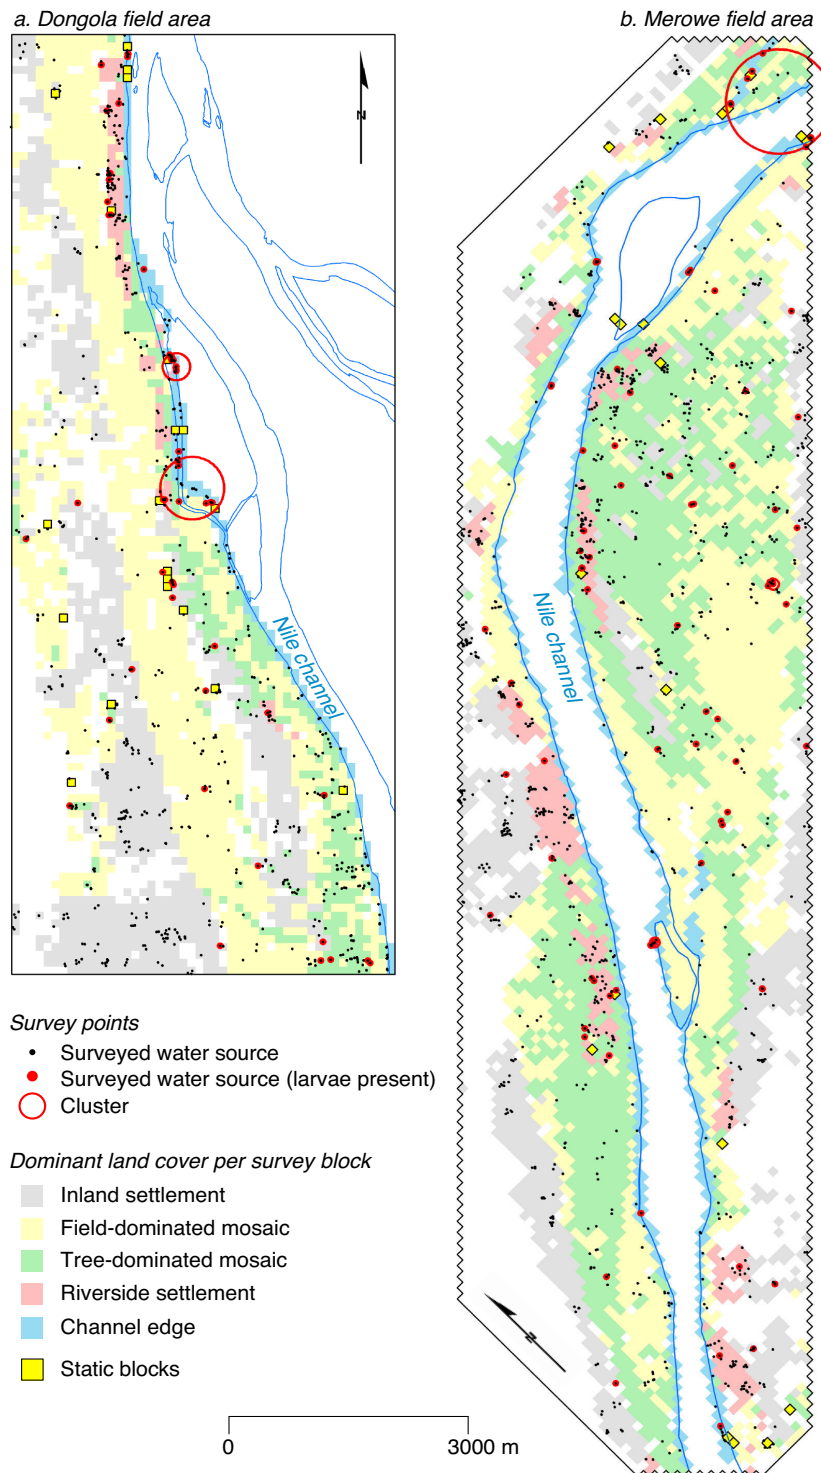 a. Dongola field area
b. Merowe field area
N
Nile channel
Nile channel
Survey points
Surveyed water source
Surveyed water source (larvae present)
Cluster
Dominant land cover per survey block
Inland settlement
Field-dominated mosaic
Tree-dominated mosaic
Riverside settlement
Channel edge
Static blocks
N
0
3000 m